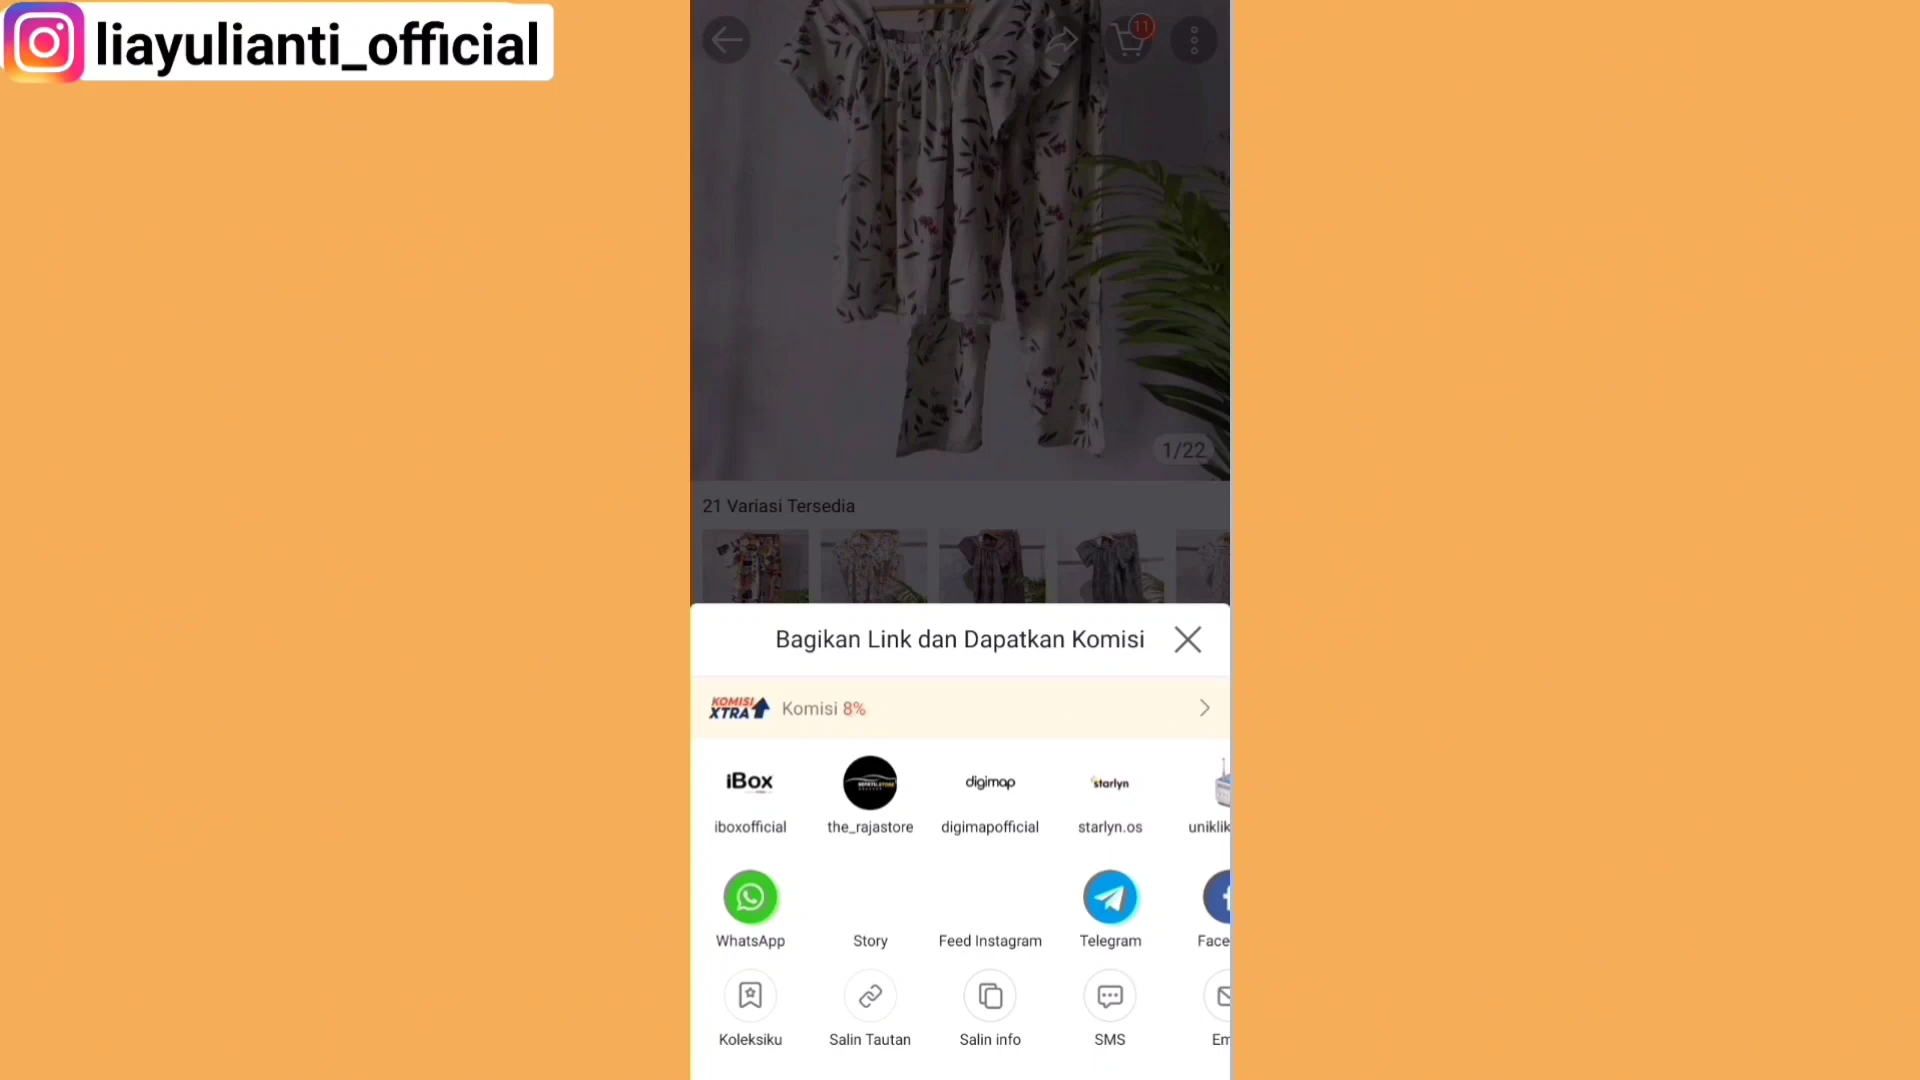 liayulianti_official
11
1/22
21 Variasi Tersedia
Bagikan Link dan Dapatkan Komisi
KOMISI XTRA Komisi 8%
iBox digimap starlyn
iboxofficial the_rajastore digimapofficial starlyn.os uniklik
WhatsApp Story Feed Instagram Telegram Face
Koleksiku Salin Tautan Salin info SMS Em